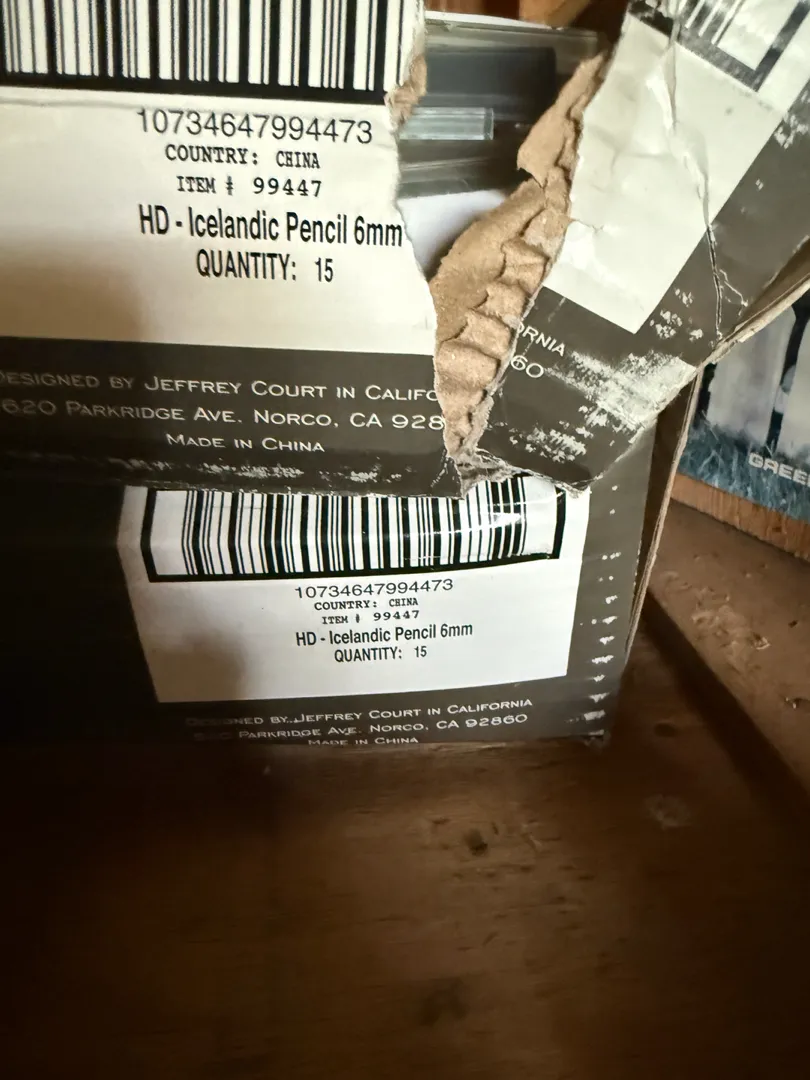 10734647994473
COUNTRY: CHINA
ITEM # 99447
HD - Icelandic Pencil 6mm
QUANTITY: 15
DESIGNED BY JEFFREY COURT IN CALIFO
620 PARKRIDGE AVE. NORCO, CA 928
MADE IN CHINA
ORNIA
60
10734647994473
COUNTRY: CHINA
ITEM # 99447
HD - Icelandic Pencil 6mm
QUANTITY: 15
DESIGNED BY JEFFREY COURT IN CALIFORNIA
PARKRIDGE AVE. NORCO, CA 92860
MADE IN CHINA